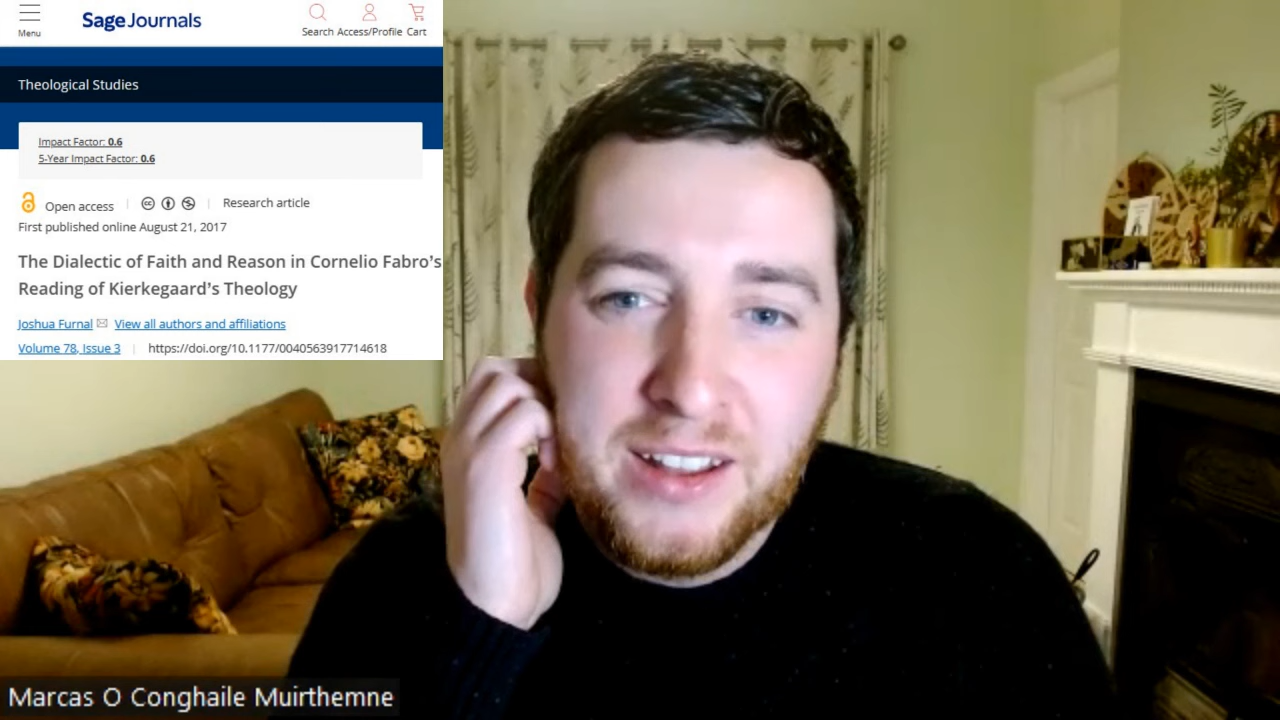 Menu
Sage Journals
Search Access/Profile Cart
Theological Studies
Impact Factor: 0.6
5-Year Impact Factor: 0.6
Open access | Research article
First published online August 21, 2017
The Dialectic of Faith and Reason in Cornelio Fabro’s
Reading of Kierkegaard’s Theology
Joshua Furnal View all authors and affiliations
Volume 78, Issue 3 | https://doi.org/10.1177/0040563917714618
Marcas O Conghaile Muirthemne